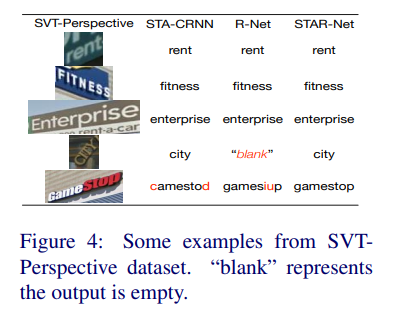 SVT-Perspective STA-CRNN R-Net STAR-Net
rent rent rent rent
FITNESS fitness fitness fitness
Enterprise enterprise enterprise enterprise
rent-a-car
CITY city "blank" city
GameStop camestod gamesiup gamestop
Figure 4: Some examples from SVT-
Perspective dataset. “blank” represents
the output is empty.